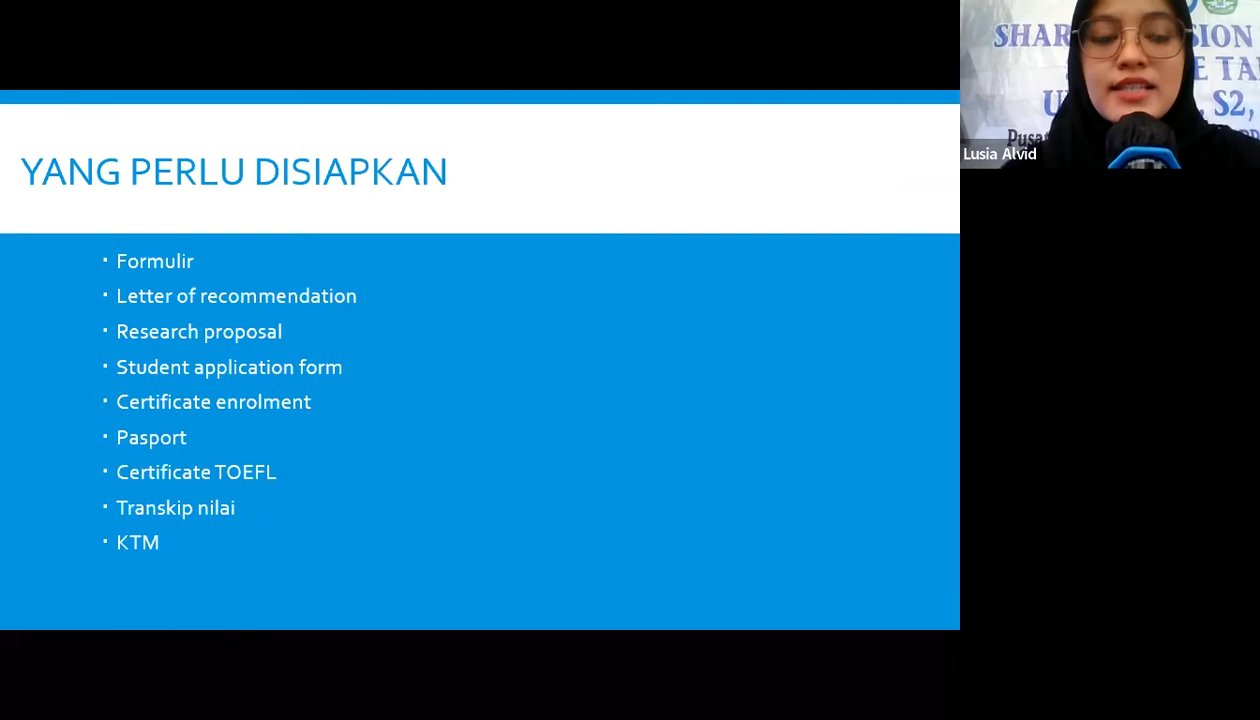 YANG PERLU DISIAPKAN
Formulir
Letter of recommendation
Research proposal
Student application form
Certificate enrolment
Pasport
Certificate TOEFL
Transkip nilai
KTM
Lusia Alvid
S2,